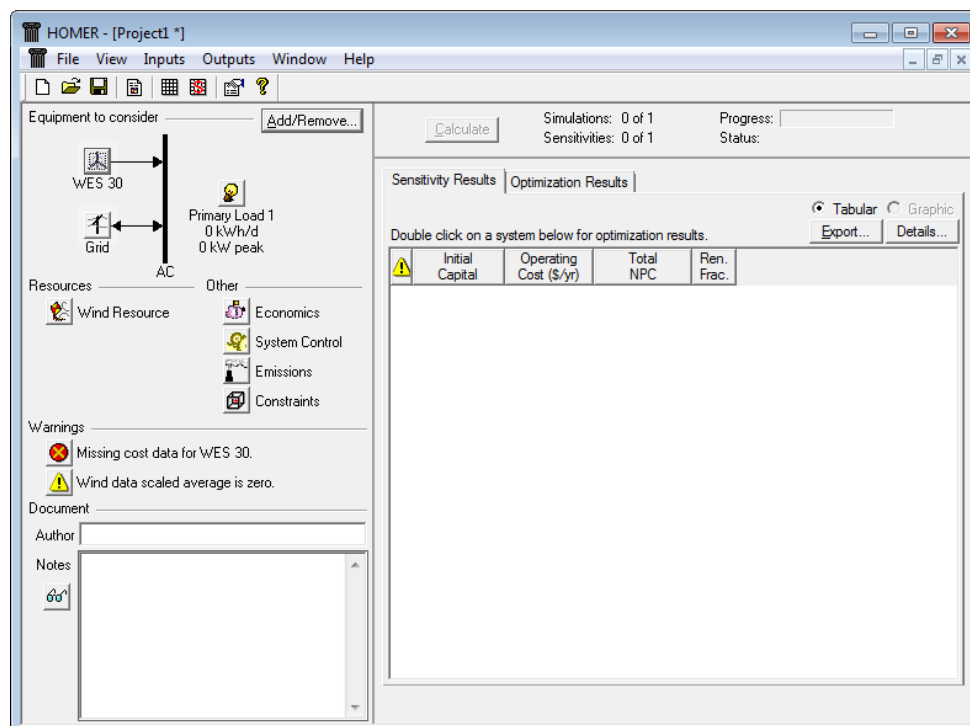 HOMER - [Project1 *]
File View Inputs Outputs Window Help
Equipment to consider
Add/Remove...
WES 30
Primary Load 1
0 kWh/d
0 kW peak
Grid
AC
Resources
Other
Wind Resource
Economics
System Control
Emissions
Constraints
Warnings
Missing cost data for WES 30.
Wind data scaled average is zero.
Document
Author
Notes
Calculate
Simulations: 0 of 1
Sensitivities: 0 of 1
Progress:
Status:
Sensitivity Results
Optimization Results
Tabular
Graphic
Double click on a system below for optimization results.
Export...
Details...
Initial
Capital
Operating
Cost ($/yr)
Total
NPC
Ren.
Frac.